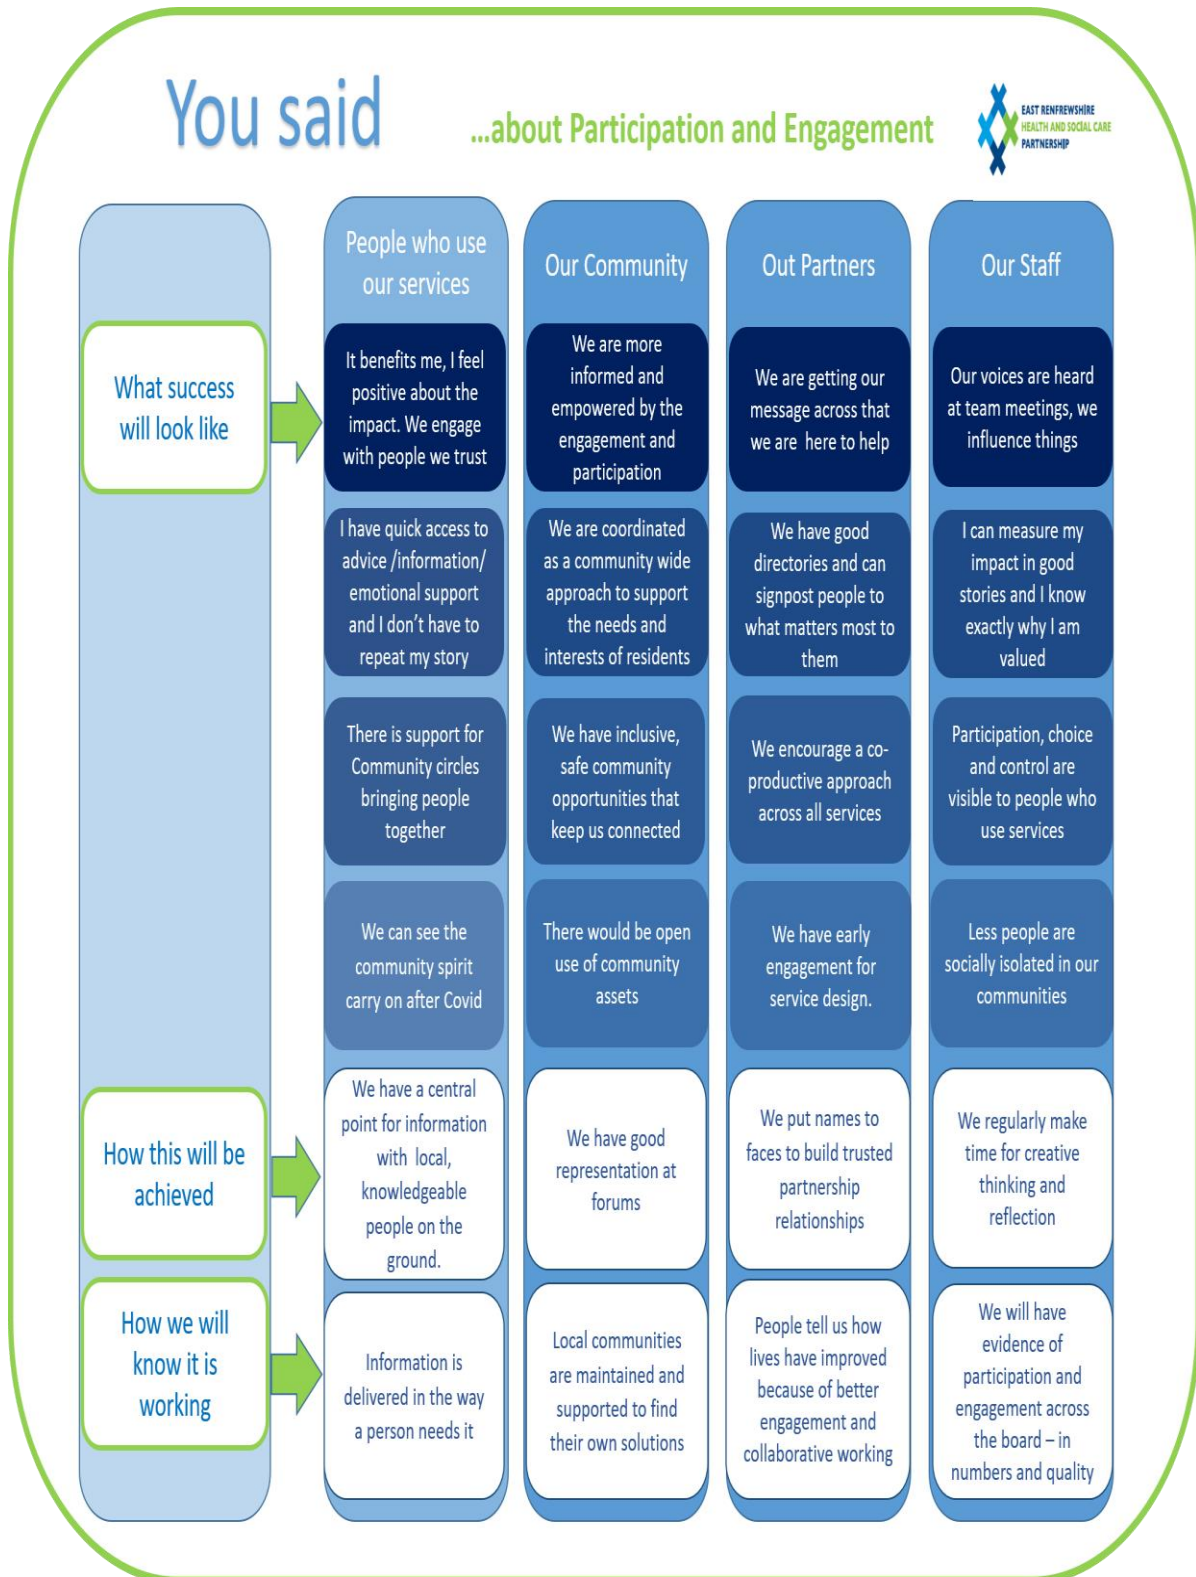 You said
...about Participation and Engagement
EAST RENFREWSHIRE
HEALTH AND SOCIAL CARE
PARTNERSHIP
People who use
our services
Our Community
Out Partners
Our Staff
What success
will look like
It benefits me, I feel
positive about the
impact. We engage
with people we trust
We are more
informed and
empowered by the
engagement and
participation
We are getting our
message across that
we are here to help
Our voices are heard
at team meetings, we
influence things
I have quick access to
advice /information/
emotional support
and I don't have to
repeat my story
We are coordinated
as a community wide
approach to support
the needs and
interests of residents
We have good
directories and can
signpost people to
what matters most to
them
I can measure my
impact in good
stories and I know
exactly why I am
valued
There is support for
Community circles
bringing people
together
We have inclusive,
safe community
opportunities that
keep us connected
We encourage a co-
productive approach
across all services
Participation, choice
and control are
visible to people who
use services
We can see the
community spirit
carry on after Covid
There would be open
use of community
assets
We have early
engagement for
service design.
Less people are
socially isolated in our
communities
How this will be
achieved
We have a central
point for information
with local,
knowledgeable
people on the
ground.
We have good
representation at
forums
We put names to
faces to build trusted
partnership
relationships
We regularly make
time for creative
thinking and
reflection
How we will
know it is
working
Information is
delivered in the way
a person needs it
Local communities
are maintained and
supported to find
their own solutions
People tell us how
lives have improved
because of better
engagement and
collaborative working
We will have
evidence of
participation and
engagement across
the board – in
numbers and quality